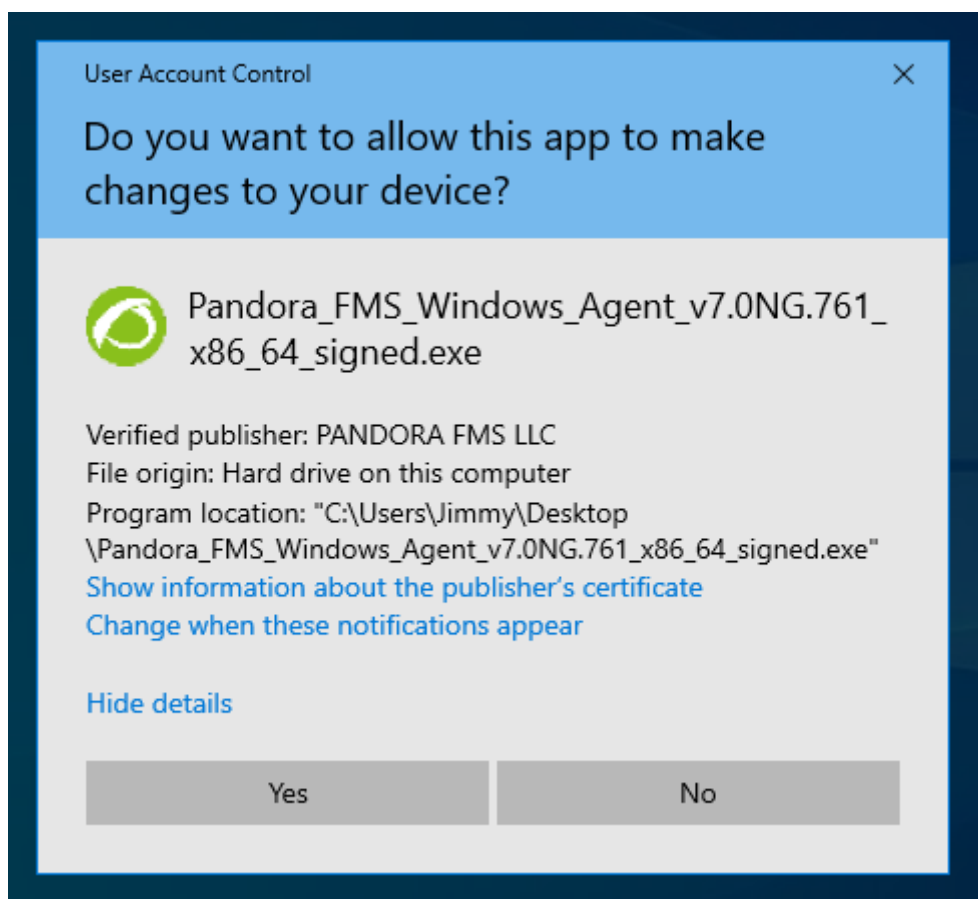 User Account Control
Do you want to allow this app to make
changes to your device?
Pandora_FMS_Windows_Agent_v7.0NG.761_
x86_64_signed.exe
Verified publisher: PANDORA FMS LLC
File origin: Hard drive on this computer
Program location: "C:\Users\Jimmy\Desktop
\Pandora_FMS_Windows_Agent_v7.0NG.761_x86_64_signed.exe"
Show information about the publisher's certificate
Change when these notifications appear
Hide details
Yes
No